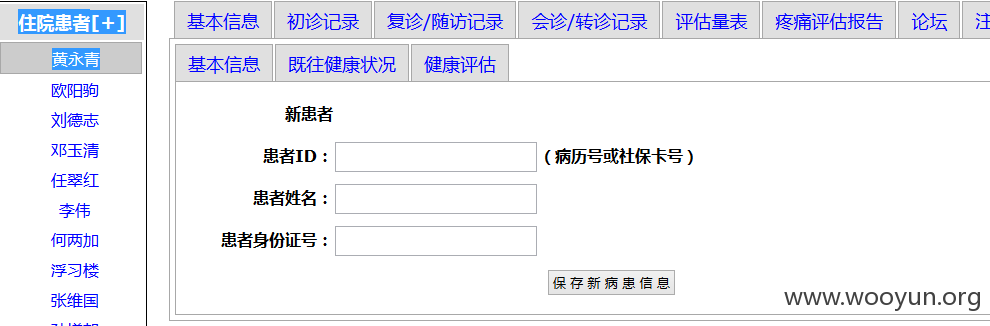 住院患者[+]
黄永青
欧阳驹
刘德志
邓玉清
任翠红
李伟
何两加
浮习楼
张维国
基本信息 初诊记录 复诊/随访记录 会诊/转诊记录 评估量表 疼痛评估报告 论坛 注
基本信息 既往健康状况 健康评估
新患者
患者ID： （病历号或社保卡号）
患者姓名：
患者身份证号：
保存新病患信息
www.wooyun.org